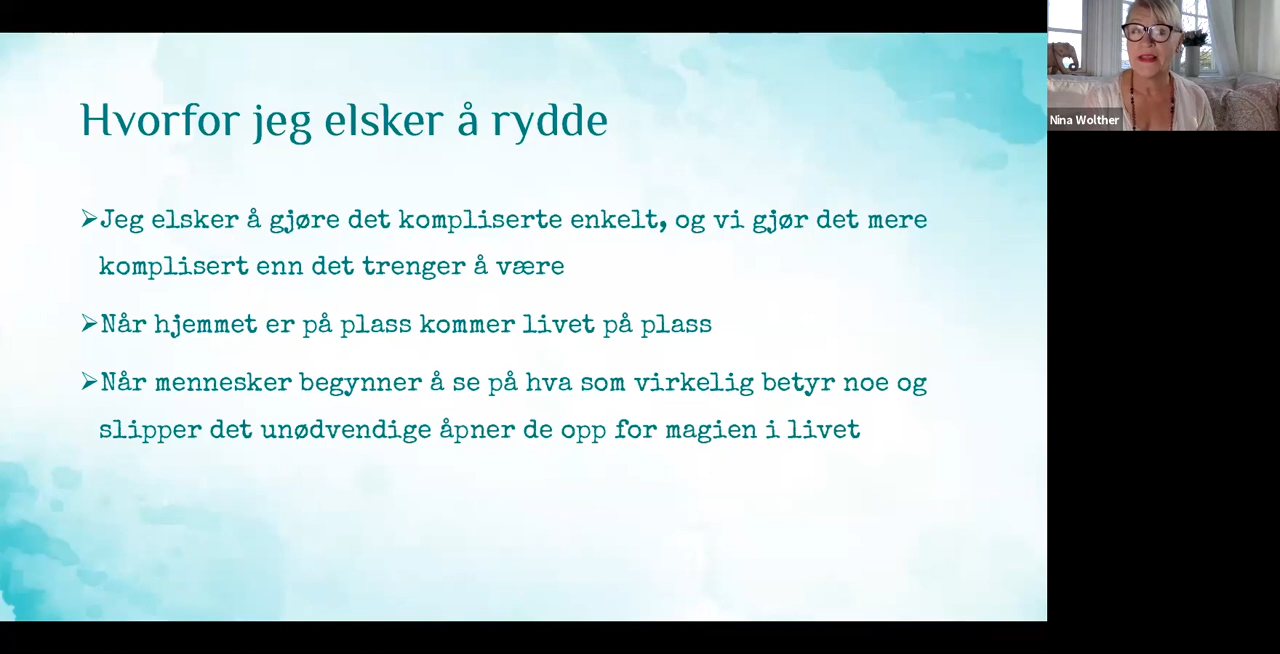 Hvorfor jeg elsker å rydde
➢Jeg elsker å gjøre det kompliserte enkelt, og vi gjør det mere
komplisert enn det trenger å være
➢Når hjemmet er på plass kommer livet på plass
➢Når mennesker begynner å se på hva som virkelig betyr noe og
slipper det unødvendige åpner de opp for magien i livet
Nina Wolther